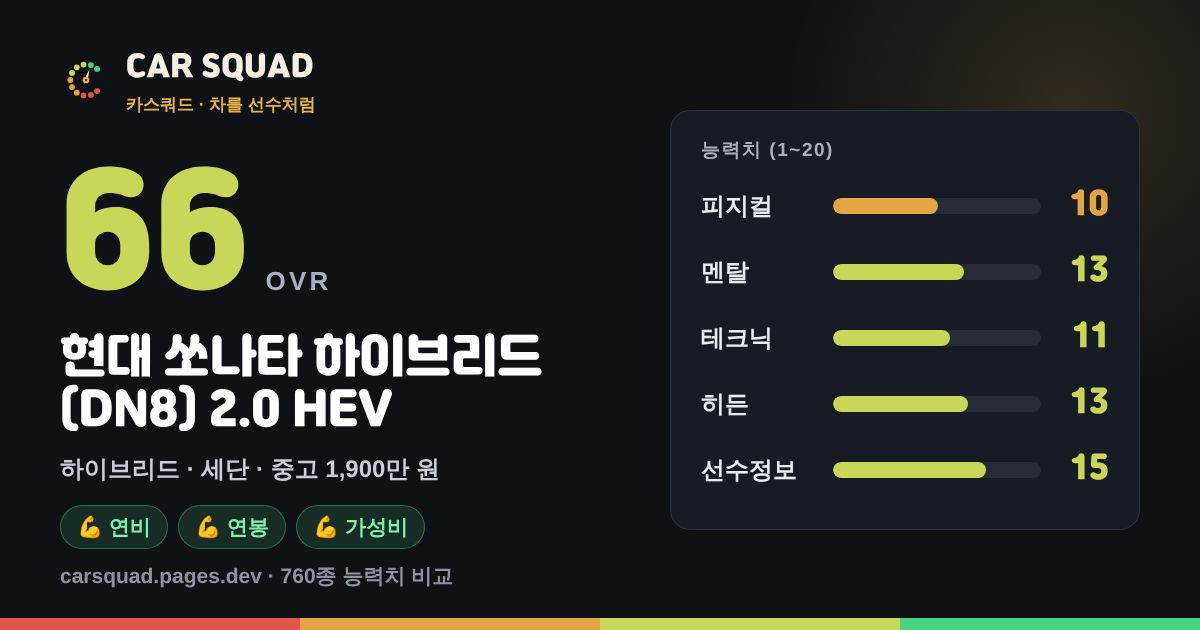 CAR SQUAD
카스쿼드 · 차를 선수처럼
66 OVR
현대 쏘나타 하이브리드
(DN8) 2.0 HEV
하이브리드 · 세단 · 중고 1,900만 원
💪 연비 💪 연봉 💪 가성비
carsquad.pages.dev · 760종 능력치 비교
능력치 (1~20)
피지컬 10
멘탈 13
테크닉 11
히든 13
선수정보 15